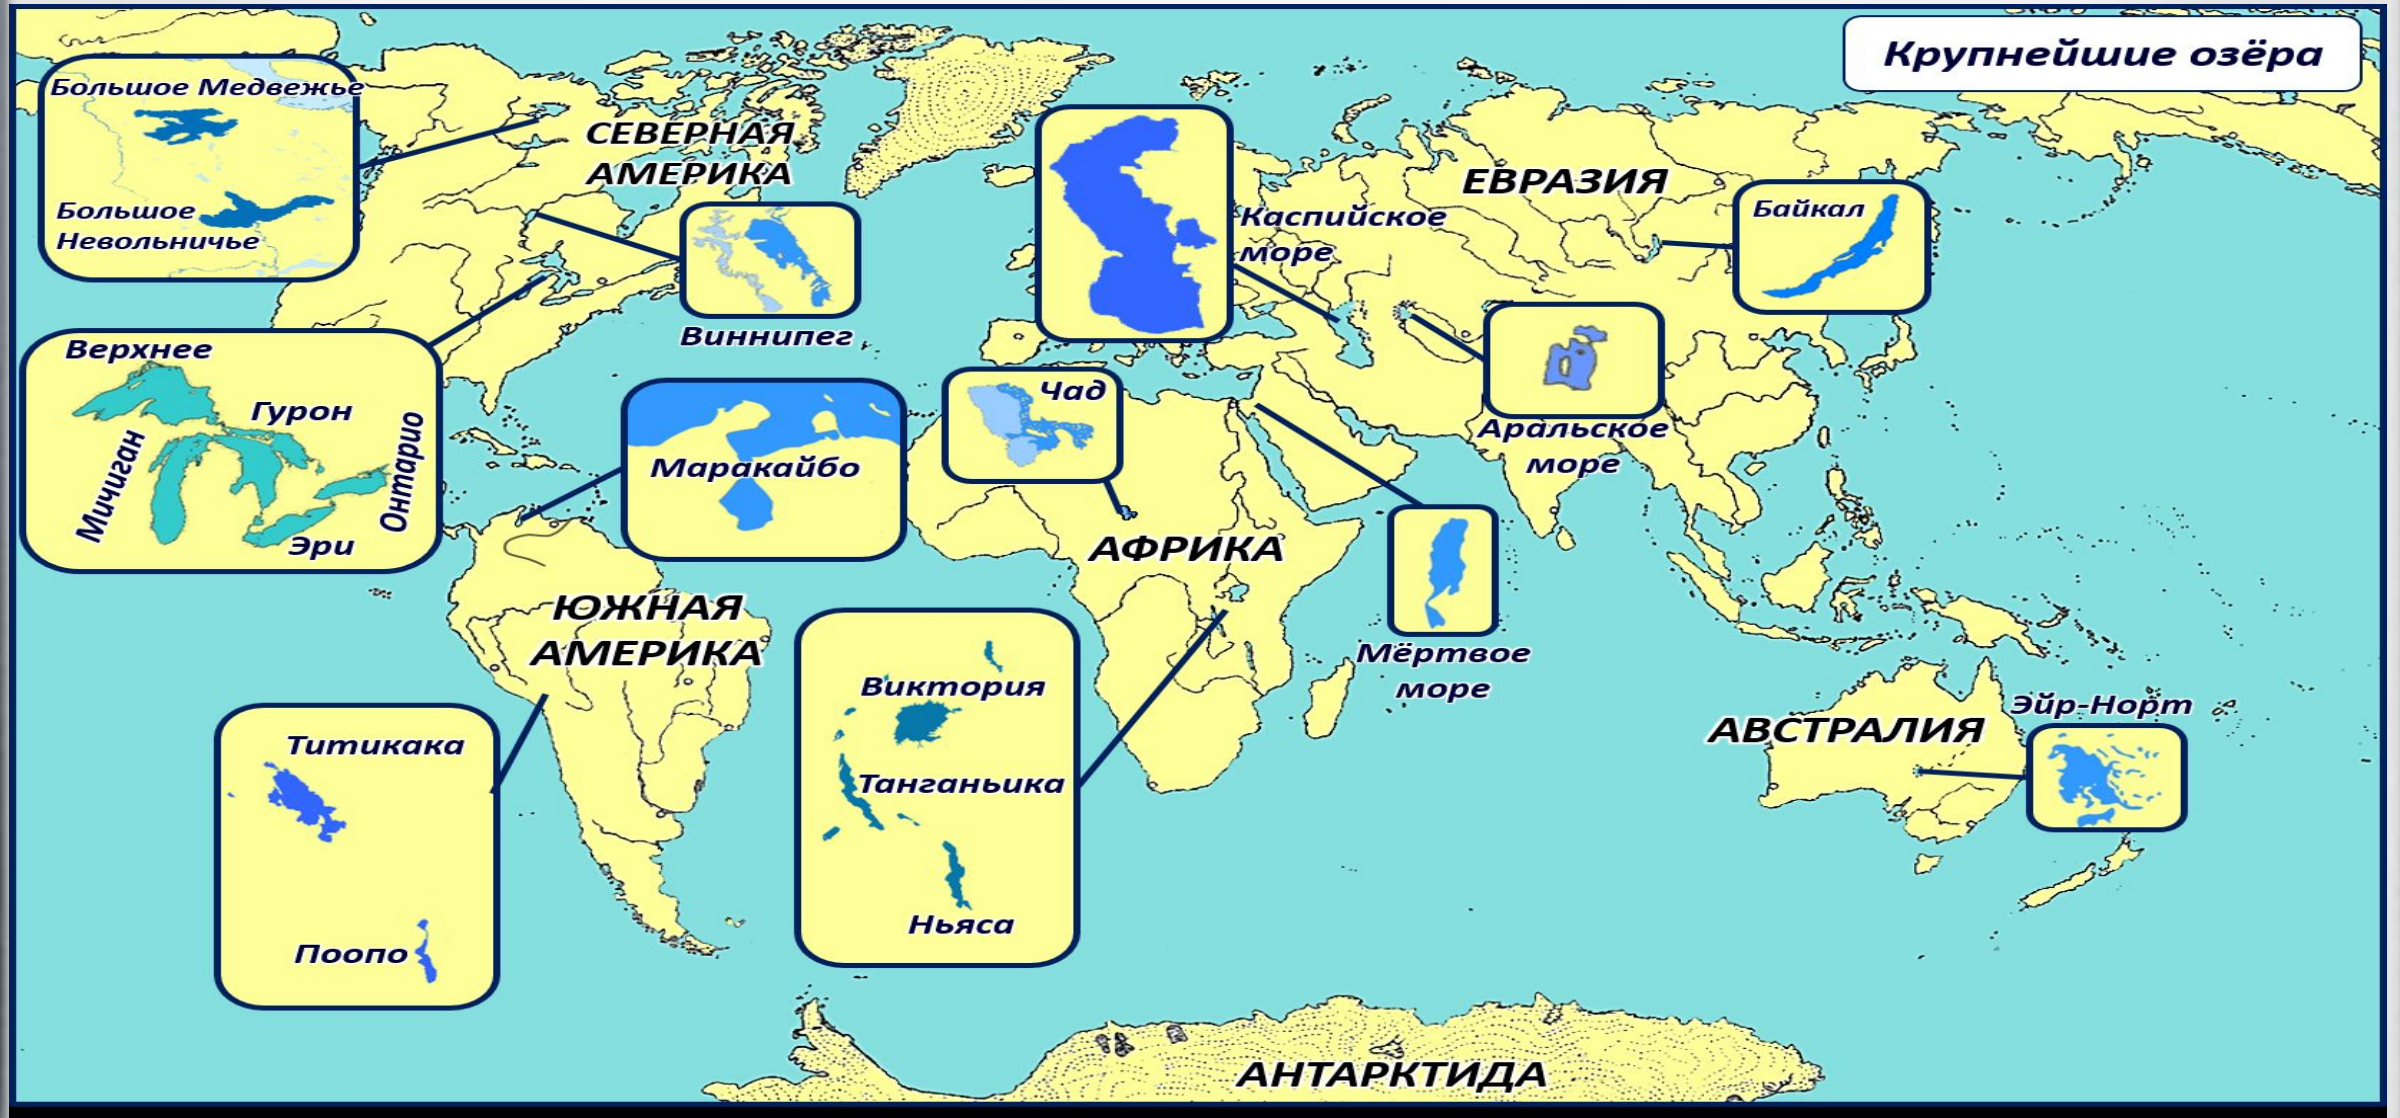 Крупнейшие озёра
Большое Медвежье
Большое
Невольничье
СЕВЕРНАЯ
АМЕРИКА
ЕВРАЗИЯ
Каспийское
море
Байкал
Виннипег
Верхнее
Гурон
Мичиган
Онтарио
Эри
Маракайбо
Чад
Аральское
море
АФРИКА
Мёртвое
море
ЮЖНАЯ
АМЕРИКА
Виктория
Танганьика
Ньяса
Титикака
Поопо
АВСТРАЛИЯ
Эйр-Норт
АНТАРКТИДА